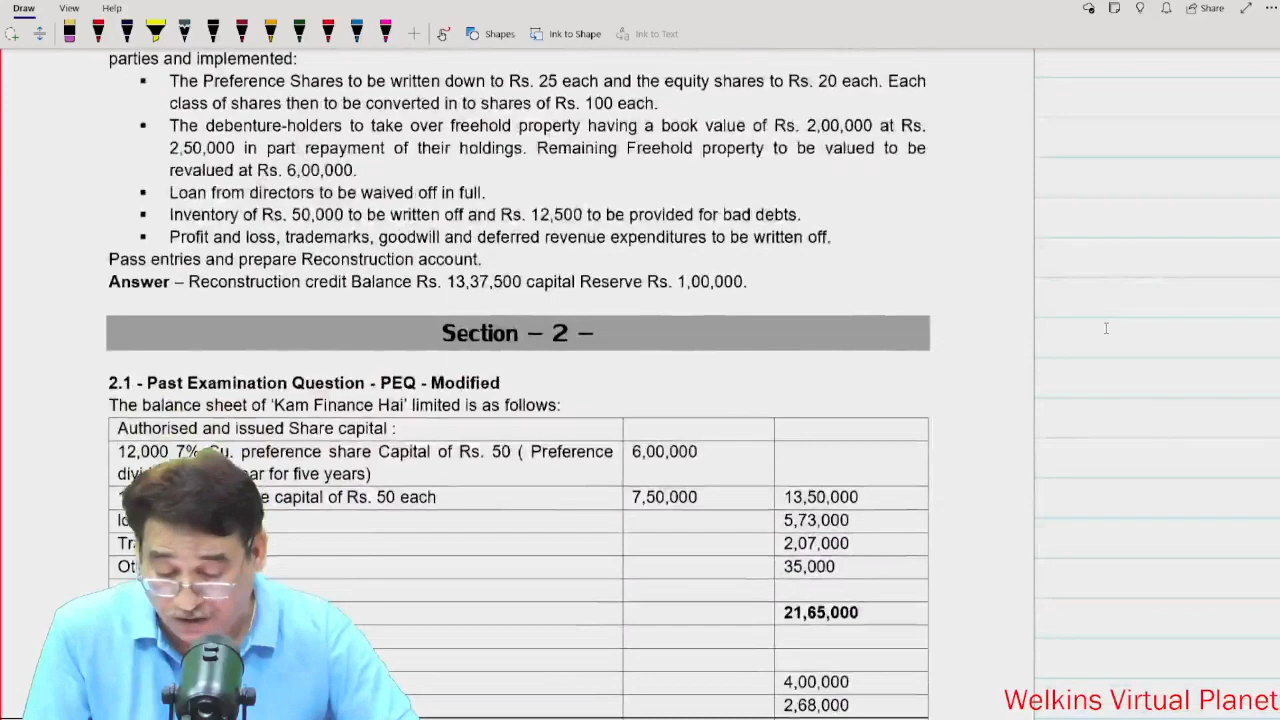 Draw View Help
Share
Shapes Ink to Shape Ink to Text
parties and implemented:
▪ The Preference Shares to be written down to Rs. 25 each and the equity shares to Rs. 20 each. Each
class of shares then to be converted in to shares of Rs. 100 each.
▪ The debenture-holders to take over freehold property having a book value of Rs. 2,00,000 at Rs.
2,50,000 in part repayment of their holdings. Remaining Freehold property to be valued to be
revalued at Rs. 6,00,000.
▪ Loan from directors to be waived off in full.
▪ Inventory of Rs. 50,000 to be written off and Rs. 12,500 to be provided for bad debts.
▪ Profit and loss, trademarks, goodwill and deferred revenue expenditures to be written off.
Pass entries and prepare Reconstruction account.
Answer – Reconstruction credit Balance Rs. 13,37,500 capital Reserve Rs. 1,00,000.
Section – 2 –
2.1 - Past Examination Question - PEQ - Modified
The balance sheet of ‘Kam Finance Hai’ limited is as follows:
Authorised and issued Share capital :
12,000 7% Cu. preference share Capital of Rs. 50 ( Preference 6,00,000
for five years)
capital of Rs. 50 each 7,50,000 13,50,000
5,73,000
2,07,000
35,000
21,65,000
4,00,000
2,68,000
Welkins Virtual Planet